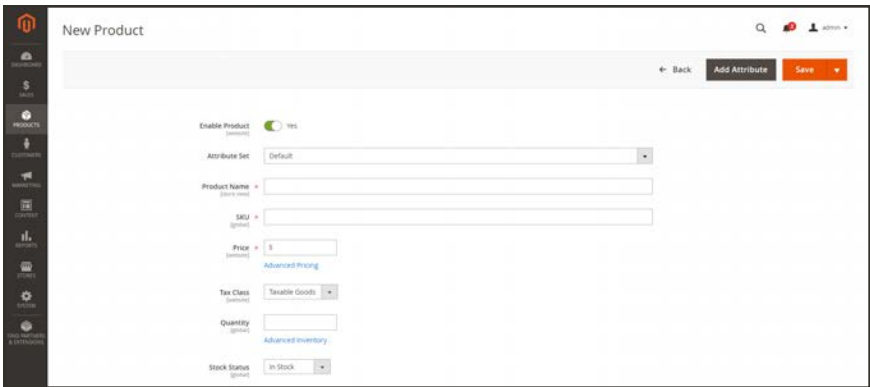 New Product
admin
DASHBOARD
SALES
PRODUCTS
CUSTOMERS
MARKETING
CONTENT
REPORTS
STORES
SYSTEM
FIND PARTNERS
& EXTENSIONS
← Back
Add Attribute
Save
Enable Product
[website]
Yes
Attribute Set
Default
Product Name *
[store view]
SKU *
[global]
Price *
[website]
$
Advanced Pricing
Tax Class
[website]
Taxable Goods
Quantity
[global]
Advanced Inventory
Stock Status
[global]
In Stock